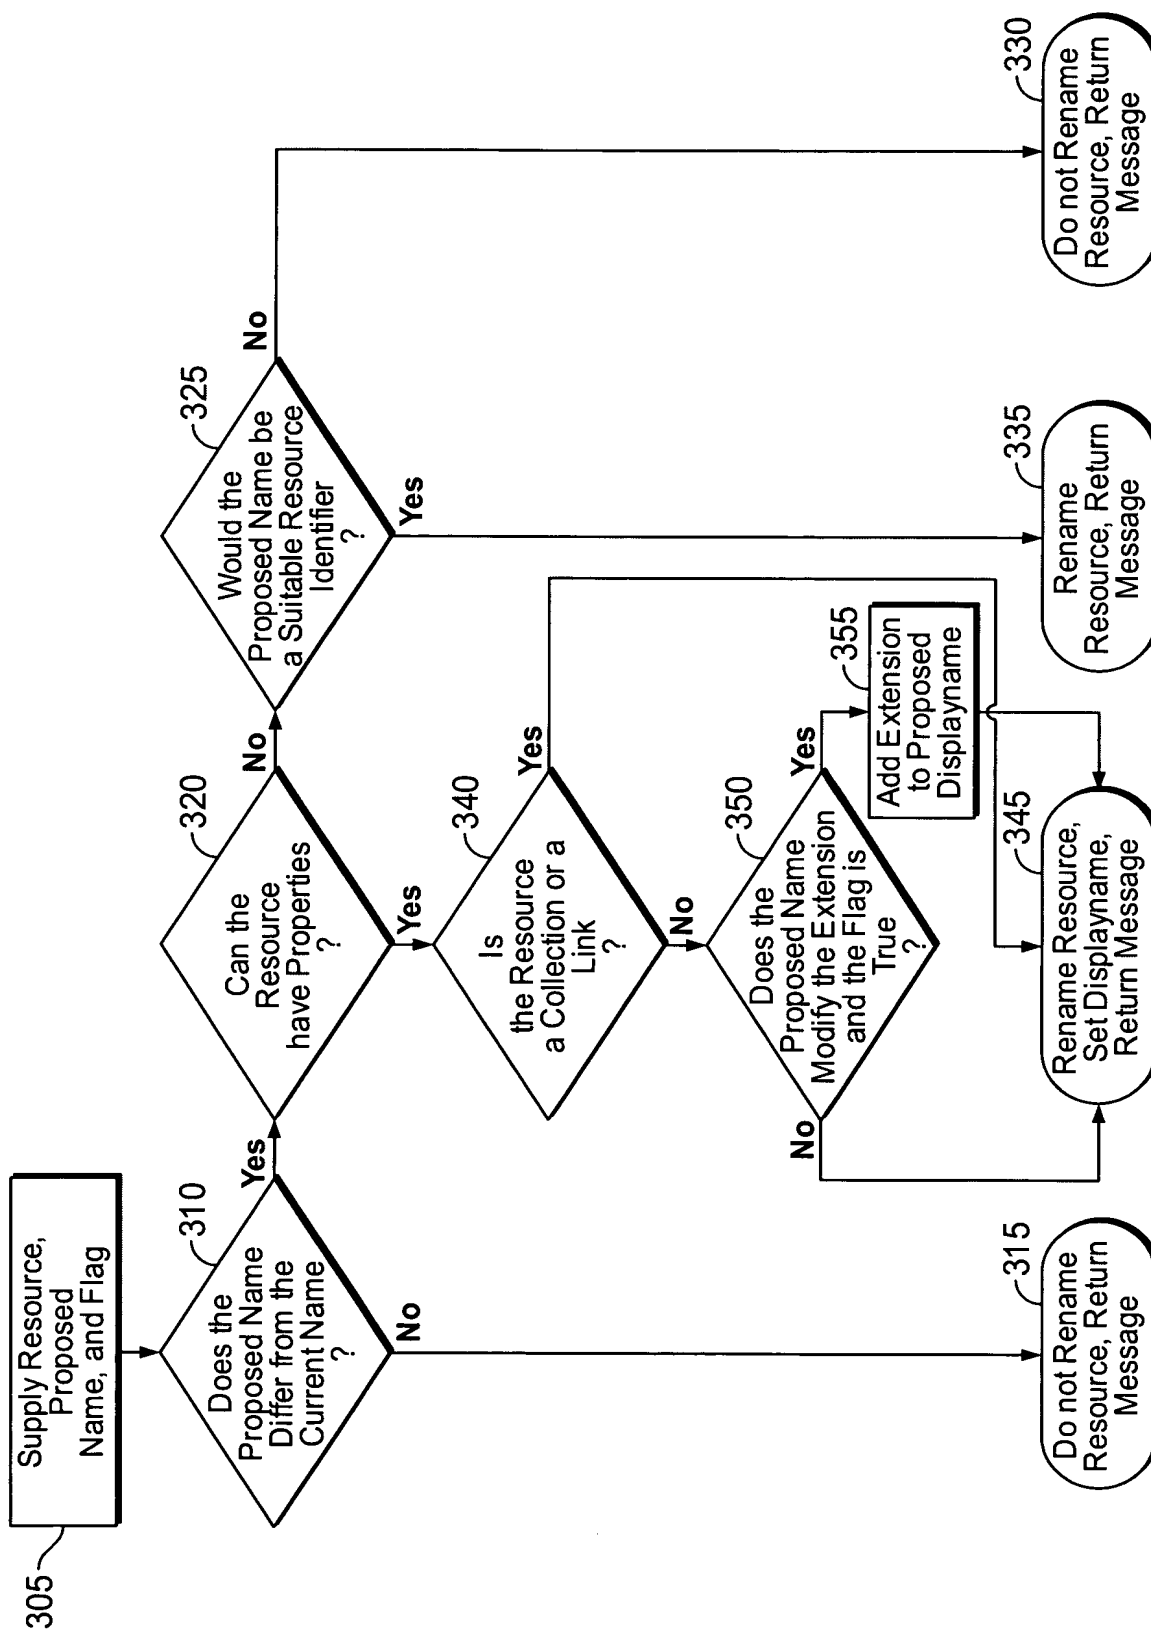 305
Supply Resource,
Proposed
Name, and Flag
310
Does the
Proposed Name
Differ from the
Current Name
?
Yes
No
315
Do not Rename
Resource, Return
Message
320
Can the
Resource
have Properties
?
No
Yes
325
Would the
Proposed Name be
a Suitable Resource
Identifier
?
No
Yes
330
Do not Rename
Resource, Return
Message
335
Rename
Resource, Return
Message
340
Is
the Resource
a Collection or a
Link
?
Yes
No
350
Does the
Proposed Name
Modify the Extension
and the Flag is
True
?
Yes
No
355
Add Extension
to Proposed
Displayname
345
Rename Resource,
Set Displayname,
Return Message